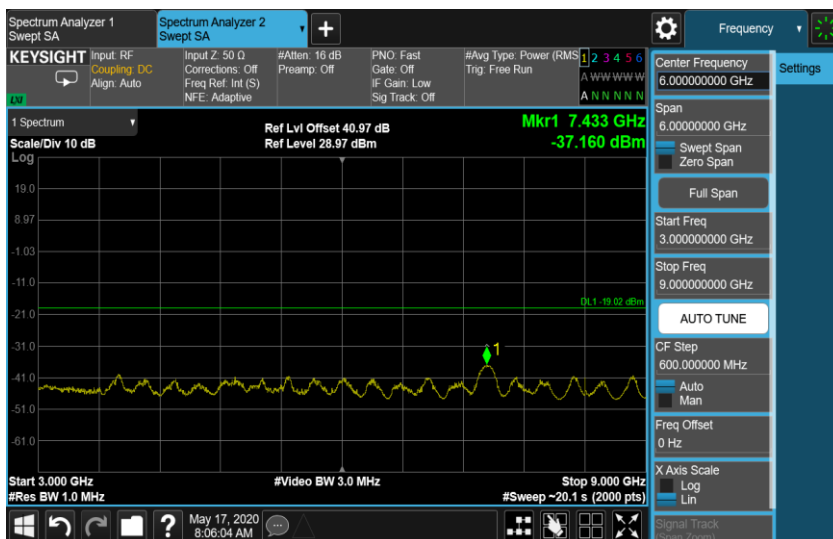 Spectrum Analyzer 1
Swept SA
Spectrum Analyzer 2
Swept SA
Frequency
KEYSIGHT
LXI
Input: RF
Coupling: DC
Align: Auto
Input Z: 50 Ω
Corrections: Off
Freq Ref: Int (S)
NFE: Adaptive
#Atten: 16 dB
Preamp: Off
PNO: Fast
Gate: Off
IF Gain: Low
Sig Track: Off
#Avg Type: Power (RMS
Trig: Free Run
1 2 3 4 5 6
A W W W W W
A N N N N N
Center Frequency
6.000000000 GHz
Settings
Span
6.00000000 GHz
Swept Span
Zero Span
Full Span
Start Freq
3.000000000 GHz
Stop Freq
9.000000000 GHz
AUTO TUNE
CF Step
600.000000 MHz
Auto
Man
Freq Offset
0 Hz
X Axis Scale
Log
Lin
Signal Track
(Span Zoom)
1 Spectrum
Scale/Div 10 dB
Log
Ref Lvl Offset 40.97 dB
Ref Level 28.97 dBm
Mkr1 7.433 GHz
-37.160 dBm
19.0
8.97
-1.03
-11.0
DL1 -19.02 dBm
-21.0
-31.0
1
-41.0
-51.0
-61.0
Start 3.000 GHz
#Res BW 1.0 MHz
#Video BW 3.0 MHz
Stop 9.000 GHz
#Sweep ~20.1 s (2000 pts)
?
May 17, 2020
8:06:04 AM